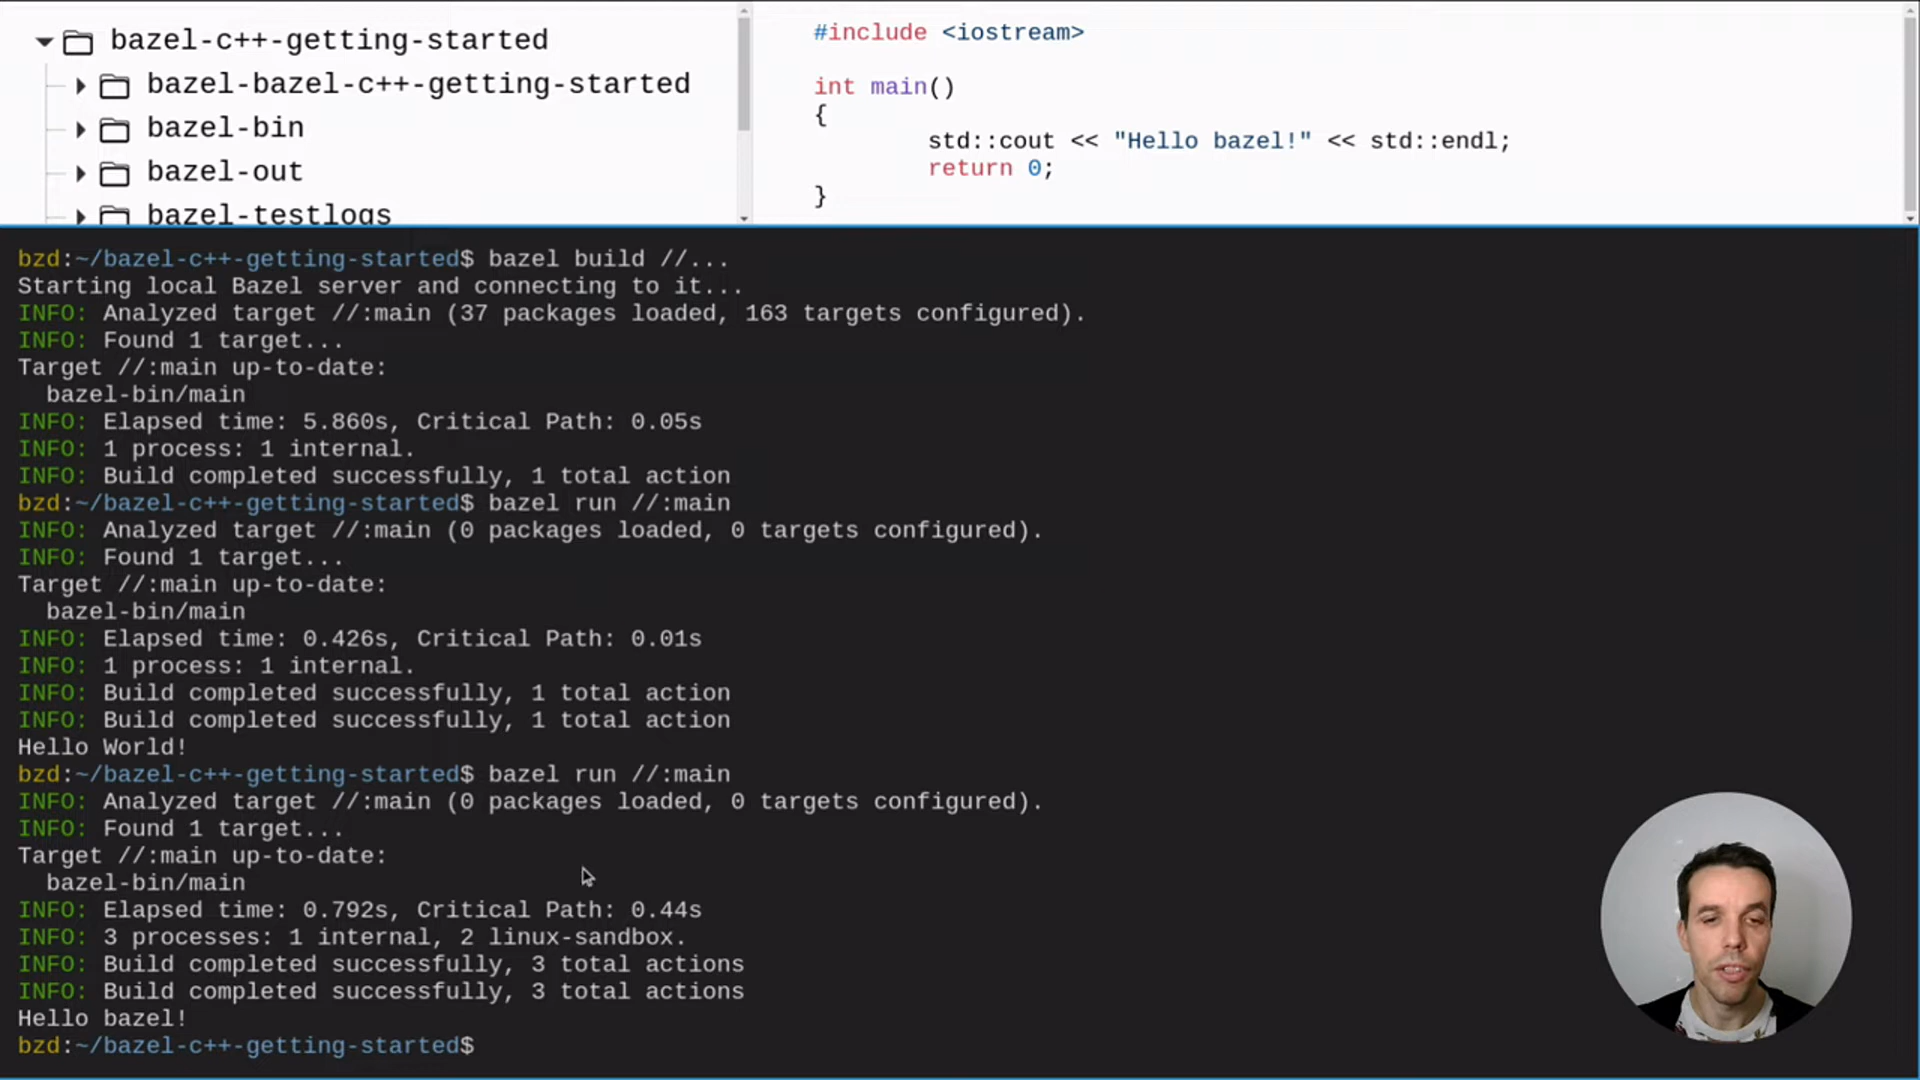 bazel-c++-getting-started
bazel-bazel-c++-getting-started
bazel-bin
bazel-out
bazel-testlogs
#include <iostream>
int main()
{
std::cout << "Hello bazel!" << std::endl;
return 0;
}
bzd:~/bazel-c++-getting-started$ bazel build //...
Starting local Bazel server and connecting to it...
INFO: Analyzed target //:main (37 packages loaded, 163 targets configured).
INFO: Found 1 target...
Target //:main up-to-date:
  bazel-bin/main
INFO: Elapsed time: 5.860s, Critical Path: 0.05s
INFO: 1 process: 1 internal.
INFO: Build completed successfully, 1 total action
bzd:~/bazel-c++-getting-started$ bazel run //:main
INFO: Analyzed target //:main (0 packages loaded, 0 targets configured).
INFO: Found 1 target...
Target //:main up-to-date:
  bazel-bin/main
INFO: Elapsed time: 0.426s, Critical Path: 0.01s
INFO: 1 process: 1 internal.
INFO: Build completed successfully, 1 total action
INFO: Build completed successfully, 1 total action
Hello World!
bzd:~/bazel-c++-getting-started$ bazel run //:main
INFO: Analyzed target //:main (0 packages loaded, 0 targets configured).
INFO: Found 1 target...
Target //:main up-to-date:
  bazel-bin/main
INFO: Elapsed time: 0.792s, Critical Path: 0.44s
INFO: 3 processes: 1 internal, 2 linux-sandbox.
INFO: Build completed successfully, 3 total actions
INFO: Build completed successfully, 3 total actions
Hello bazel!
bzd:~/bazel-c++-getting-started$